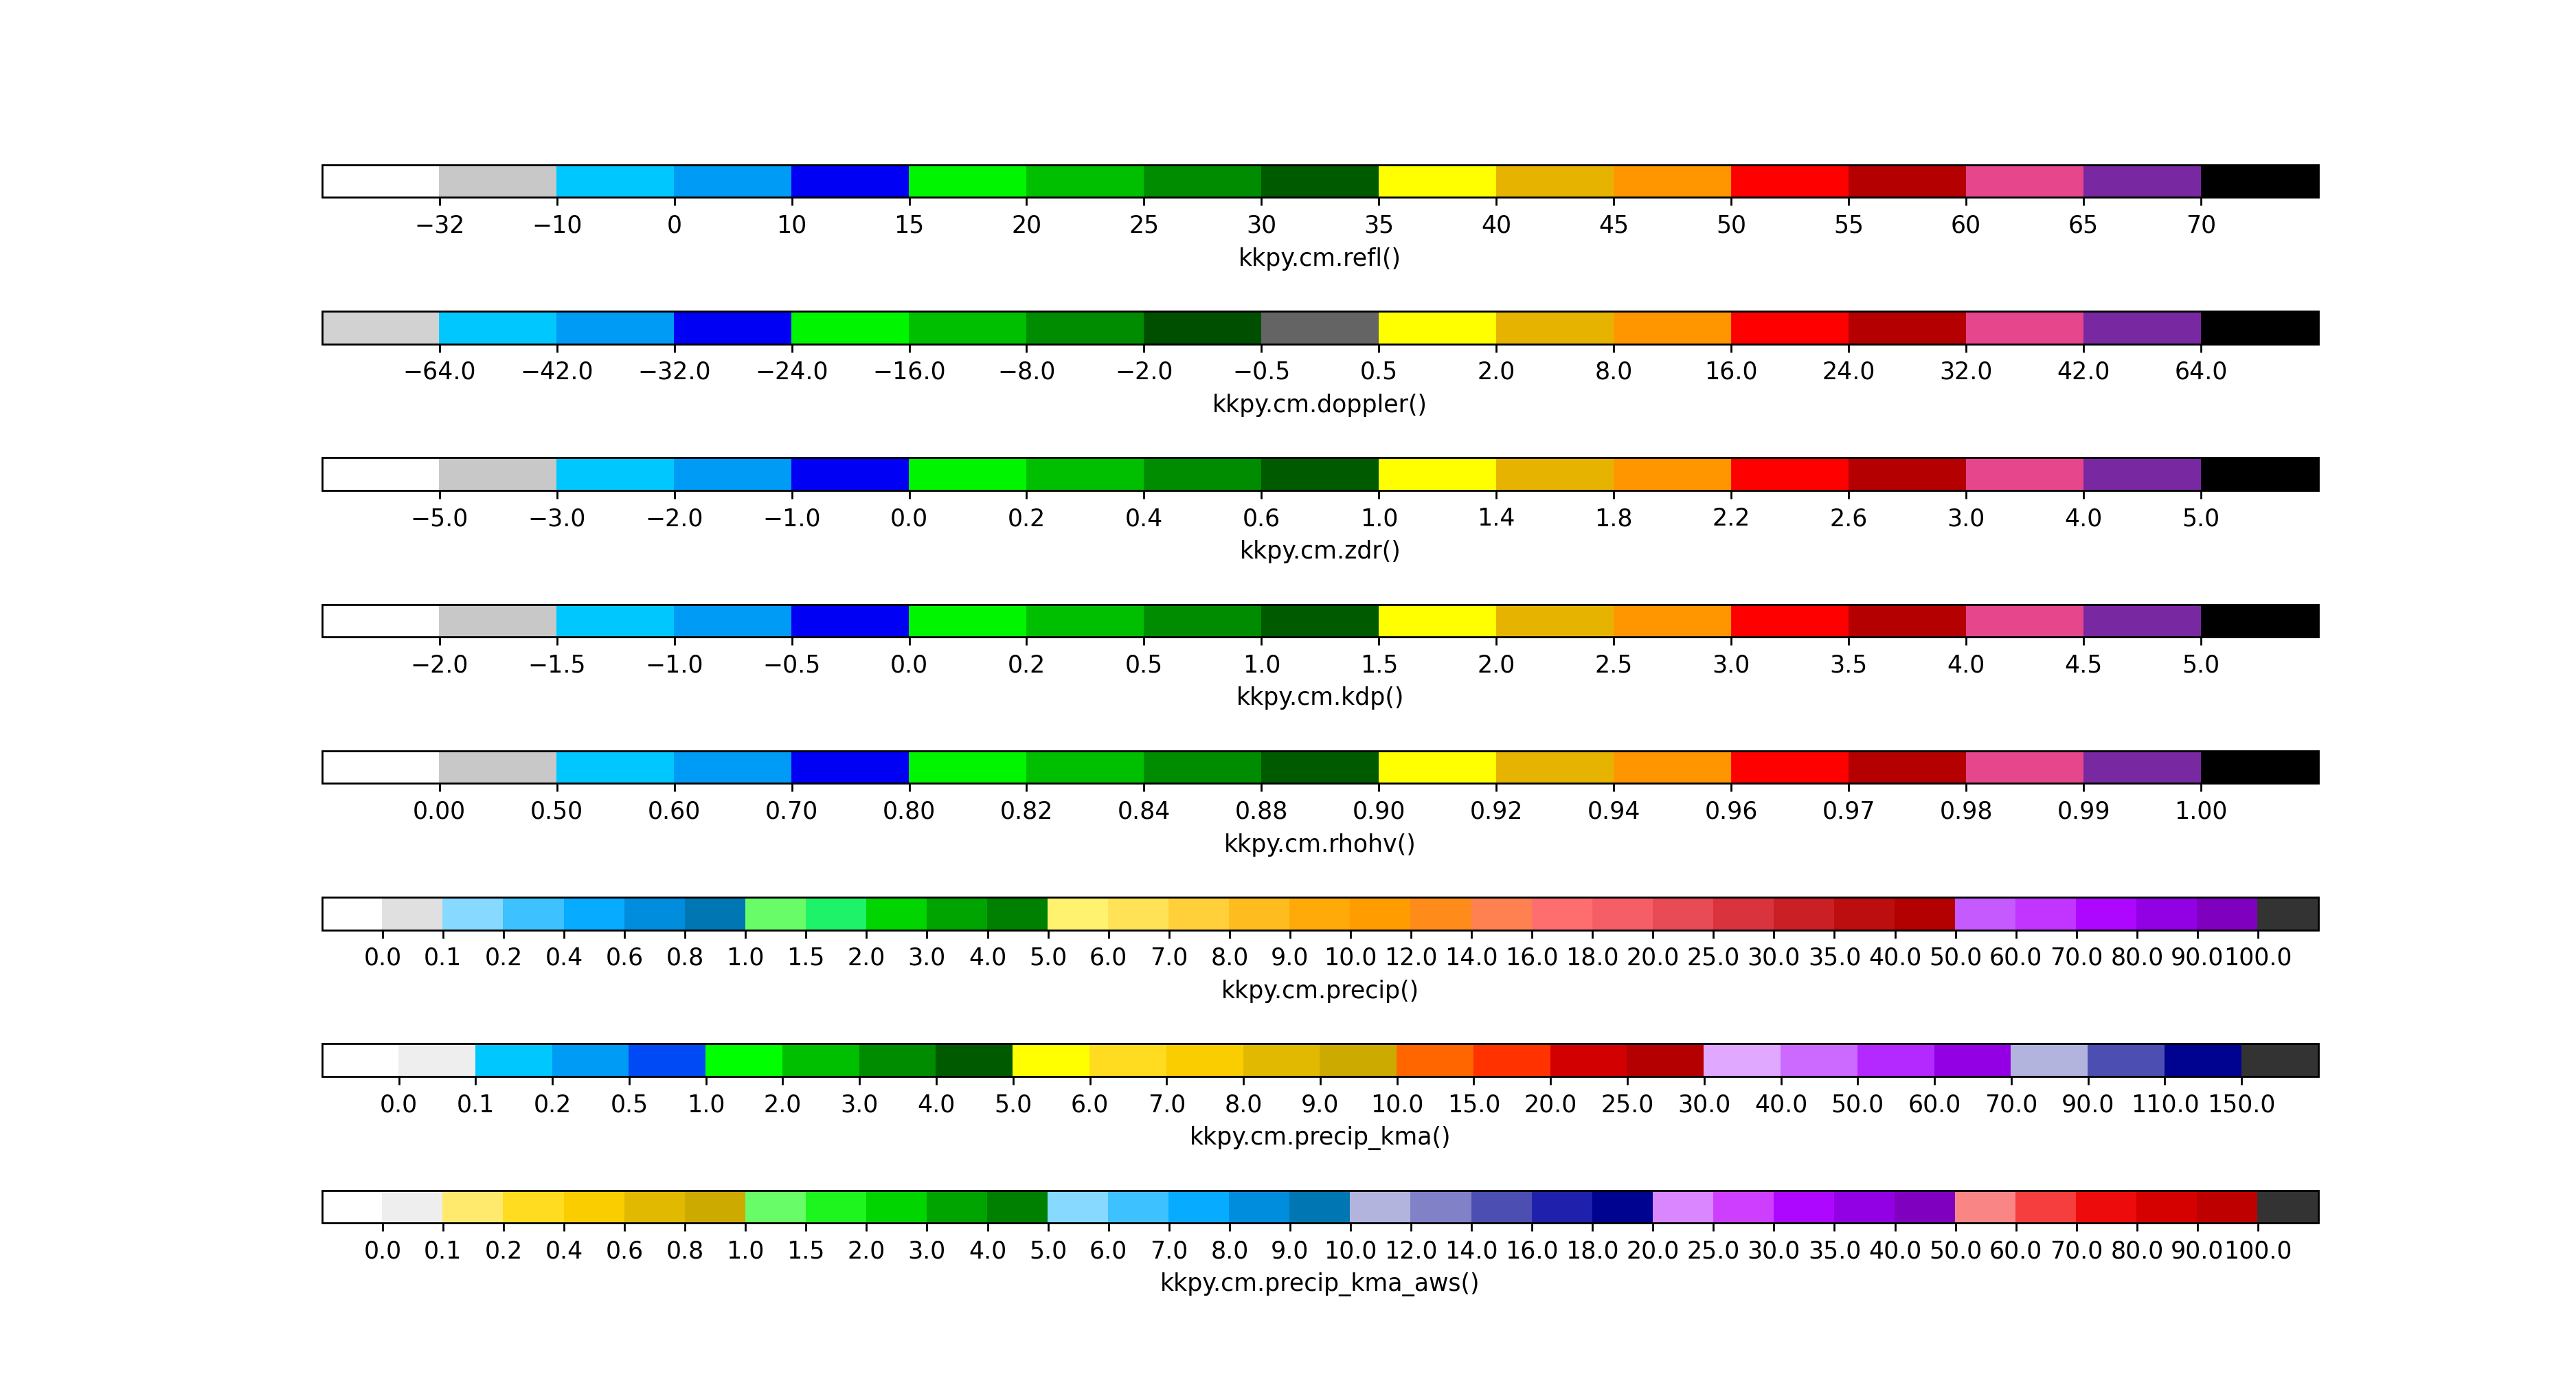 −32 −10 0 10 15 20 25 30 35 40 45 50 55 60 65 70
kkpy.cm.refl()
−64.0 −42.0 −32.0 −24.0 −16.0 −8.0 −2.0 −0.5 0.5 2.0 8.0 16.0 24.0 32.0 42.0 64.0
kkpy.cm.doppler()
−5.0 −3.0 −2.0 −1.0 0.0 0.2 0.4 0.6 1.0 1.4 1.8 2.2 2.6 3.0 4.0 5.0
kkpy.cm.zdr()
−2.0 −1.5 −1.0 −0.5 0.0 0.2 0.5 1.0 1.5 2.0 2.5 3.0 3.5 4.0 4.5 5.0
kkpy.cm.kdp()
0.00 0.50 0.60 0.70 0.80 0.82 0.84 0.88 0.90 0.92 0.94 0.96 0.97 0.98 0.99 1.00
kkpy.cm.rhohv()
0.0 0.1 0.2 0.4 0.6 0.8 1.0 1.5 2.0 3.0 4.0 5.0 6.0 7.0 8.0 9.0 10.0 12.0 14.0 16.0 18.0 20.0 25.0 30.0 35.0 40.0 50.0 60.0 70.0 80.0 90.0 100.0
kkpy.cm.precip()
0.0 0.1 0.2 0.5 1.0 2.0 3.0 4.0 5.0 6.0 7.0 8.0 9.0 10.0 15.0 20.0 25.0 30.0 40.0 50.0 60.0 70.0 90.0 110.0 150.0
kkpy.cm.precip_kma()
0.0 0.1 0.2 0.4 0.6 0.8 1.0 1.5 2.0 3.0 4.0 5.0 6.0 7.0 8.0 9.0 10.0 12.0 14.0 16.0 18.0 20.0 25.0 30.0 35.0 40.0 50.0 60.0 70.0 80.0 90.0 100.0
kkpy.cm.precip_kma_aws()